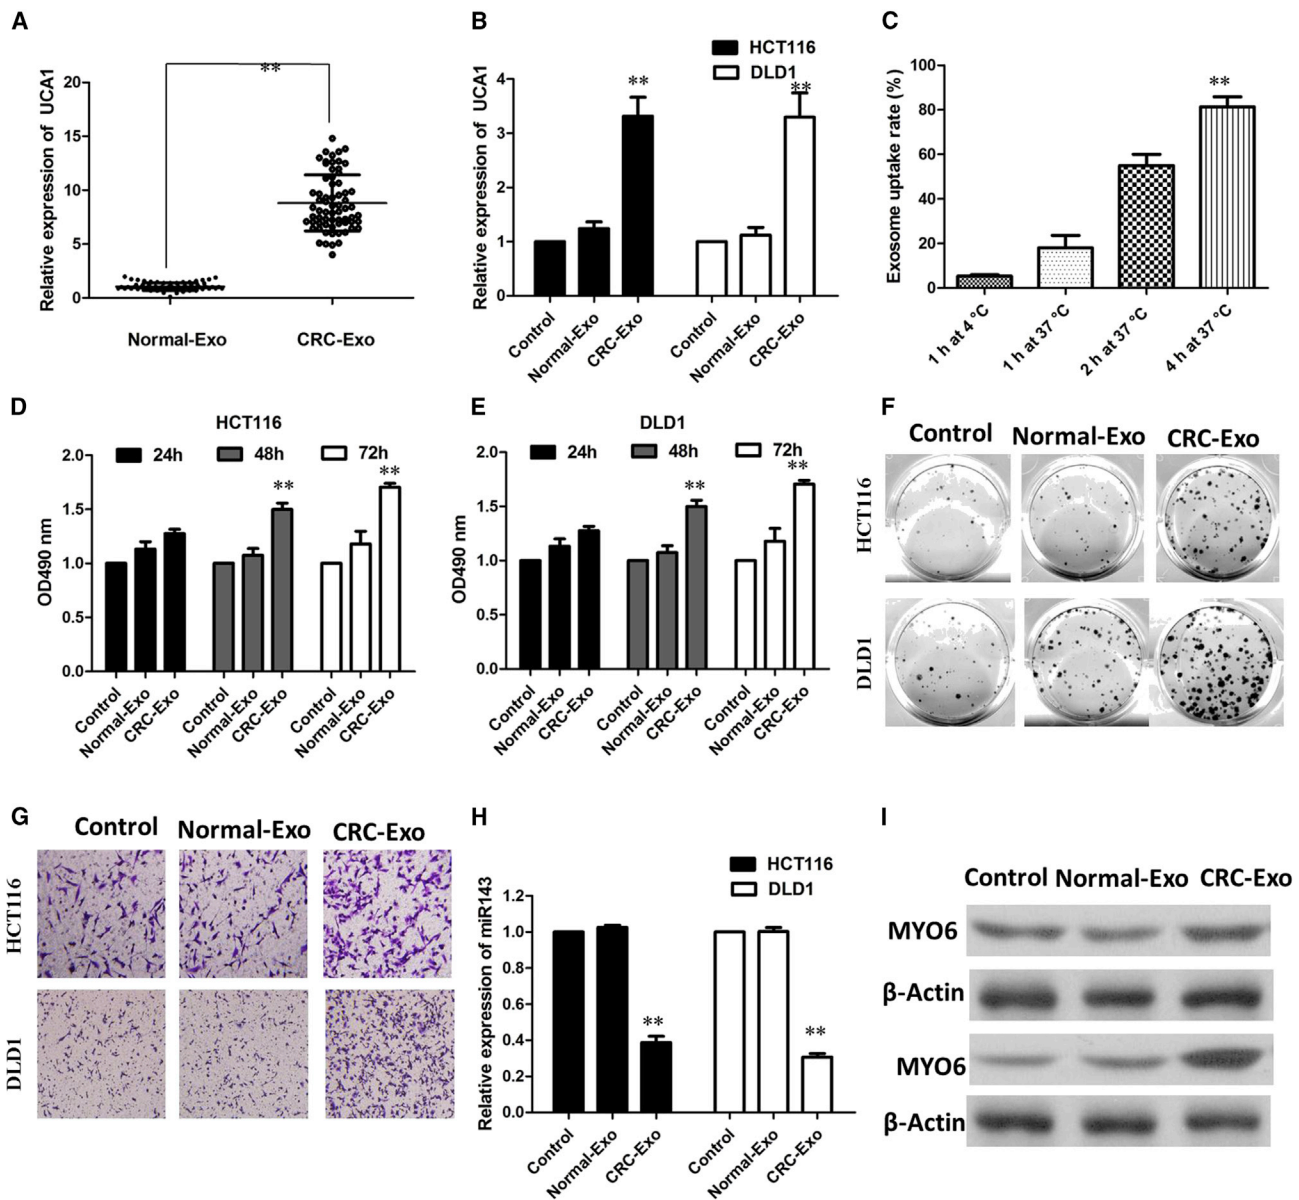 A
Relative expression of UCA1
20
15
10
5
0
**
Normal-Exo
CRC-Exo
B
HCT116
DLD1
Relative expression of UCA1
4
3
2
1
0
**
**
Control
Normal-Exo
CRC-Exo
Control
Normal-Exo
CRC-Exo
C
Exosome uptake rate (%)
100
80
60
40
20
0
**
1 h at 4 °C
1 h at 37 °C
2 h at 37 °C
4 h at 37 °C
D
HCT116
24h
48h
72h
OD490 nm
2.0
1.5
1.0
0.5
0.0
**
**
Control
Normal-Exo
CRC-Exo
Control
Normal-Exo
CRC-Exo
Control
Normal-Exo
CRC-Exo
E
DLD1
24h
48h
72h
OD490 nm
2.0
1.5
1.0
0.5
0.0
**
**
Control
Normal-Exo
CRC-Exo
Control
Normal-Exo
CRC-Exo
Control
Normal-Exo
CRC-Exo
F
Control
Normal-Exo
CRC-Exo
HCT116
DLD1
G
Control
Normal-Exo
CRC-Exo
HCT116
DLD1
H
HCT116
DLD1
Relative expression of miR143
1.2
1.0
0.8
0.6
0.4
0.2
0.0
**
**
Control
Normal-Exo
CRC-Exo
Control
Normal-Exo
CRC-Exo
I
Control Normal-Exo CRC-Exo
MYO6
β-Actin
MYO6
β-Actin